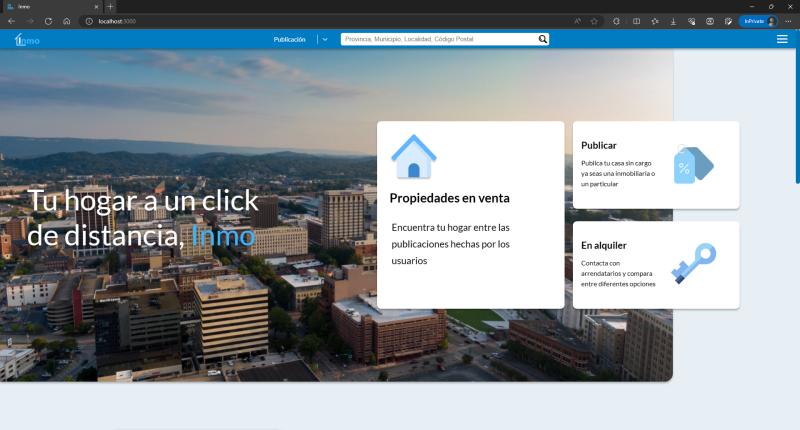 Inmo
localhost:3000
InPrivate
Inmo
Publicación
Provincia, Municipio, Localidad, Código Postal
Tu hogar a un click
de distancia, Inmo
Propiedades en venta
Encuentra tu hogar entre las
publicaciones hechas por los
usuarios
Publicar
Publica tu casa sin cargo
ya seas una inmobiliaria o
un particular
%
En alquiler
Contacta con
arrendatarios y compara
entre diferentes opciones